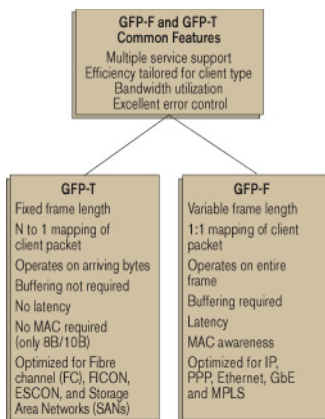 GFP-F and GFP-T
Common Features
Multiple service support
Efficiency tailored for client type
Bandwidth utilization
Excellent error control
GFP-T
Fixed frame length
N to 1 mapping of
client packet
Operates on arriving bytes
Buffering not required
No latency
No MAC required
(only 8B/10B)
Optimized for Fibre
channel (FC), FICON,
ESCON, and Storage
Area Networks (SANs)
GFP-F
Variable frame length
1:1 mapping of client
packet
Operates on entire
frame
Buffering required
Latency
MAC awareness
Optimized for IP,
PPP, Ethernet, GbE
and MPLS